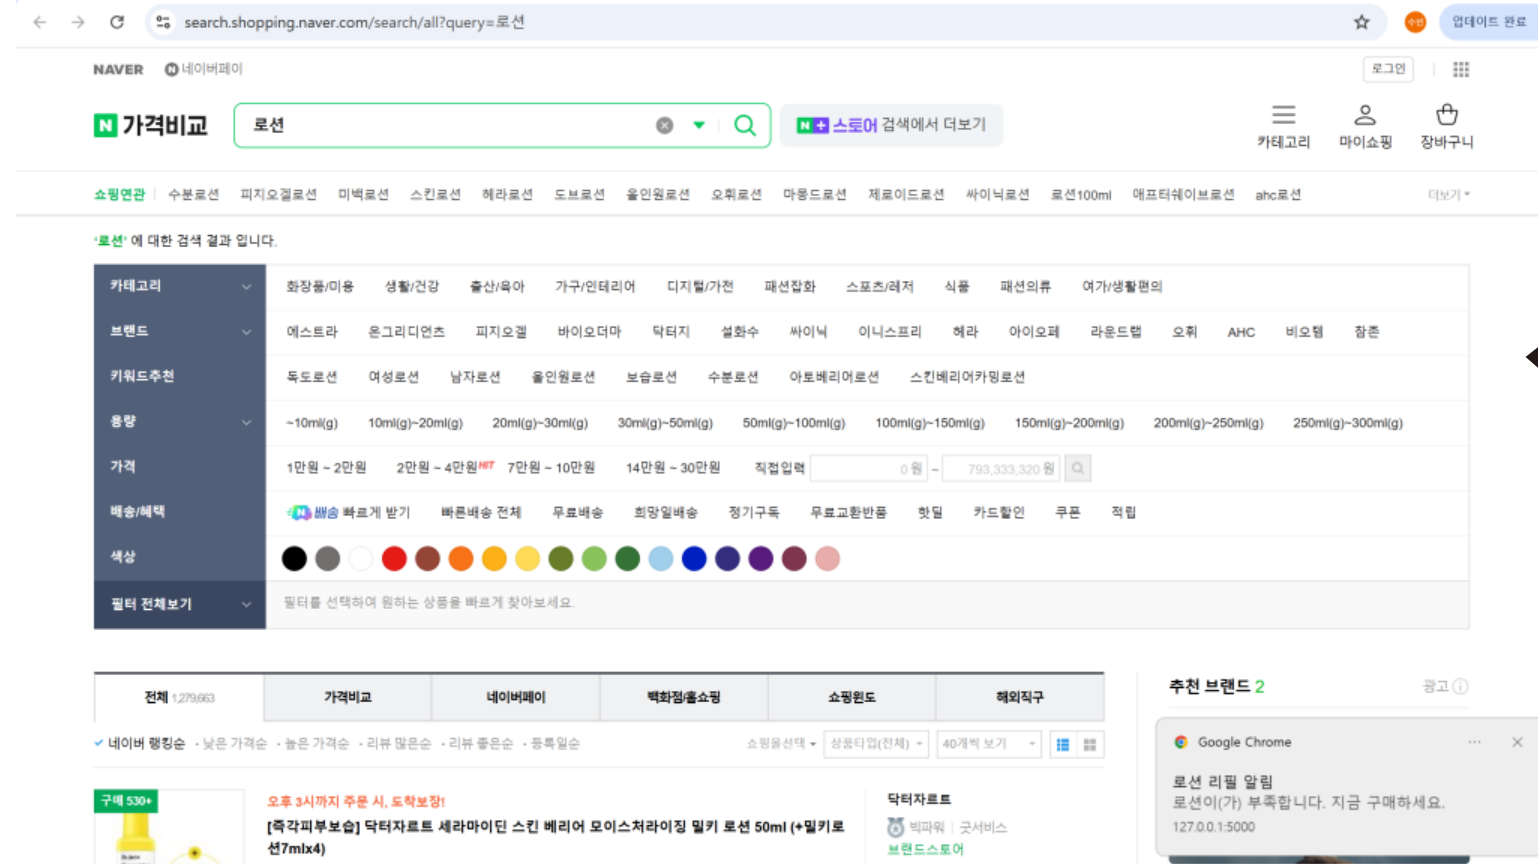 search.shopping.naver.com/search/all?query=로션
수빈
업데이트 완료
NAVER
네이버페이
로그인
N 가격비교
로션
N+ 스토어 검색에서 더보기
카테고리
마이쇼핑
장바구니
쇼핑연관 수분로션 피지오겔로션 미백로션 스킨로션 헤라로션 도브로션 올인원로션 오휘로션 마몽드로션 제로이드로션 싸이닉로션 로션100ml 애프터쉐이브로션 ahc로션 더보기
'로션' 에 대한 검색 결과 입니다.
카테고리 화장품/미용 생활/건강 출산/육아 가구/인테리어 디지털/가전 패션잡화 스포츠/레저 식품 패션의류 여가/생활편의
브랜드 에스트라 온그리디언츠 피지오겔 바이오더마 닥터지 설화수 싸이닉 이니스프리 헤라 아이오페 라운드랩 오휘 AHC 비오템 참존
키워드추천 독도로션 여성로션 남자로션 올인원로션 보습로션 수분로션 아토베리어로션 스킨베리어카밍로션
용량 ~10ml(g) 10ml(g)~20ml(g) 20ml(g)~30ml(g) 30ml(g)~50ml(g) 50ml(g)~100ml(g) 100ml(g)~150ml(g) 150ml(g)~200ml(g) 200ml(g)~250ml(g) 250ml(g)~300ml(g)
가격 1만원 ~ 2만원 2만원 ~ 4만원HIT 7만원 ~ 10만원 14만원 ~ 30만원 직접입력 0 원 ~ 793,333,320 원
배송/혜택 N 배송 빠르게 받기 빠른배송 전체 무료배송 희망일배송 정기구독 무료교환반품 핫딜 카드할인 쿠폰 적립
색상
필터 전체보기 필터를 선택하여 원하는 상품을 빠르게 찾아보세요.
전체 1,279,663 가격비교 네이버페이 백화점/홈쇼핑 쇼핑윈도 해외직구
네이버 랭킹순 · 낮은 가격순 · 높은 가격순 · 리뷰 많은순 · 리뷰 좋은순 · 등록일순
쇼핑몰선택 상품타입(전체) 40개씩 보기
추천 브랜드 2
광고
Google Chrome
로션 리필 알림
로션이(가) 부족합니다. 지금 구매하세요.
127.0.0.1:5000
구매 530+
오후 3시까지 주문 시, 도착보장!
[즉각피부보습] 닥터자르트 세라마이딘 스킨 베리어 모이스처라이징 밀키 로션 50ml (+밀키로
션7mlx4)
닥터자르트
빅파워 굿서비스
브랜드스토어